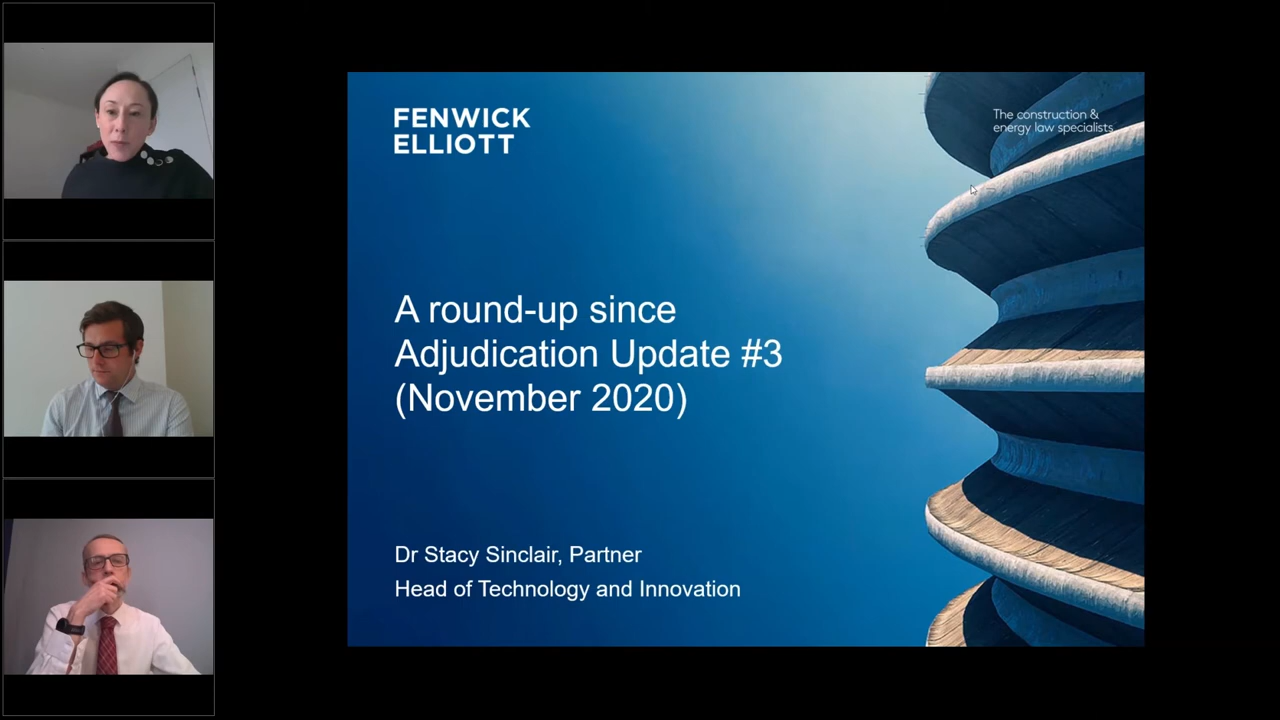 FENWICK
ELLIOTT
The construction &
energy law specialists
A round-up since
Adjudication Update #3
(November 2020)
Dr Stacy Sinclair, Partner
Head of Technology and Innovation